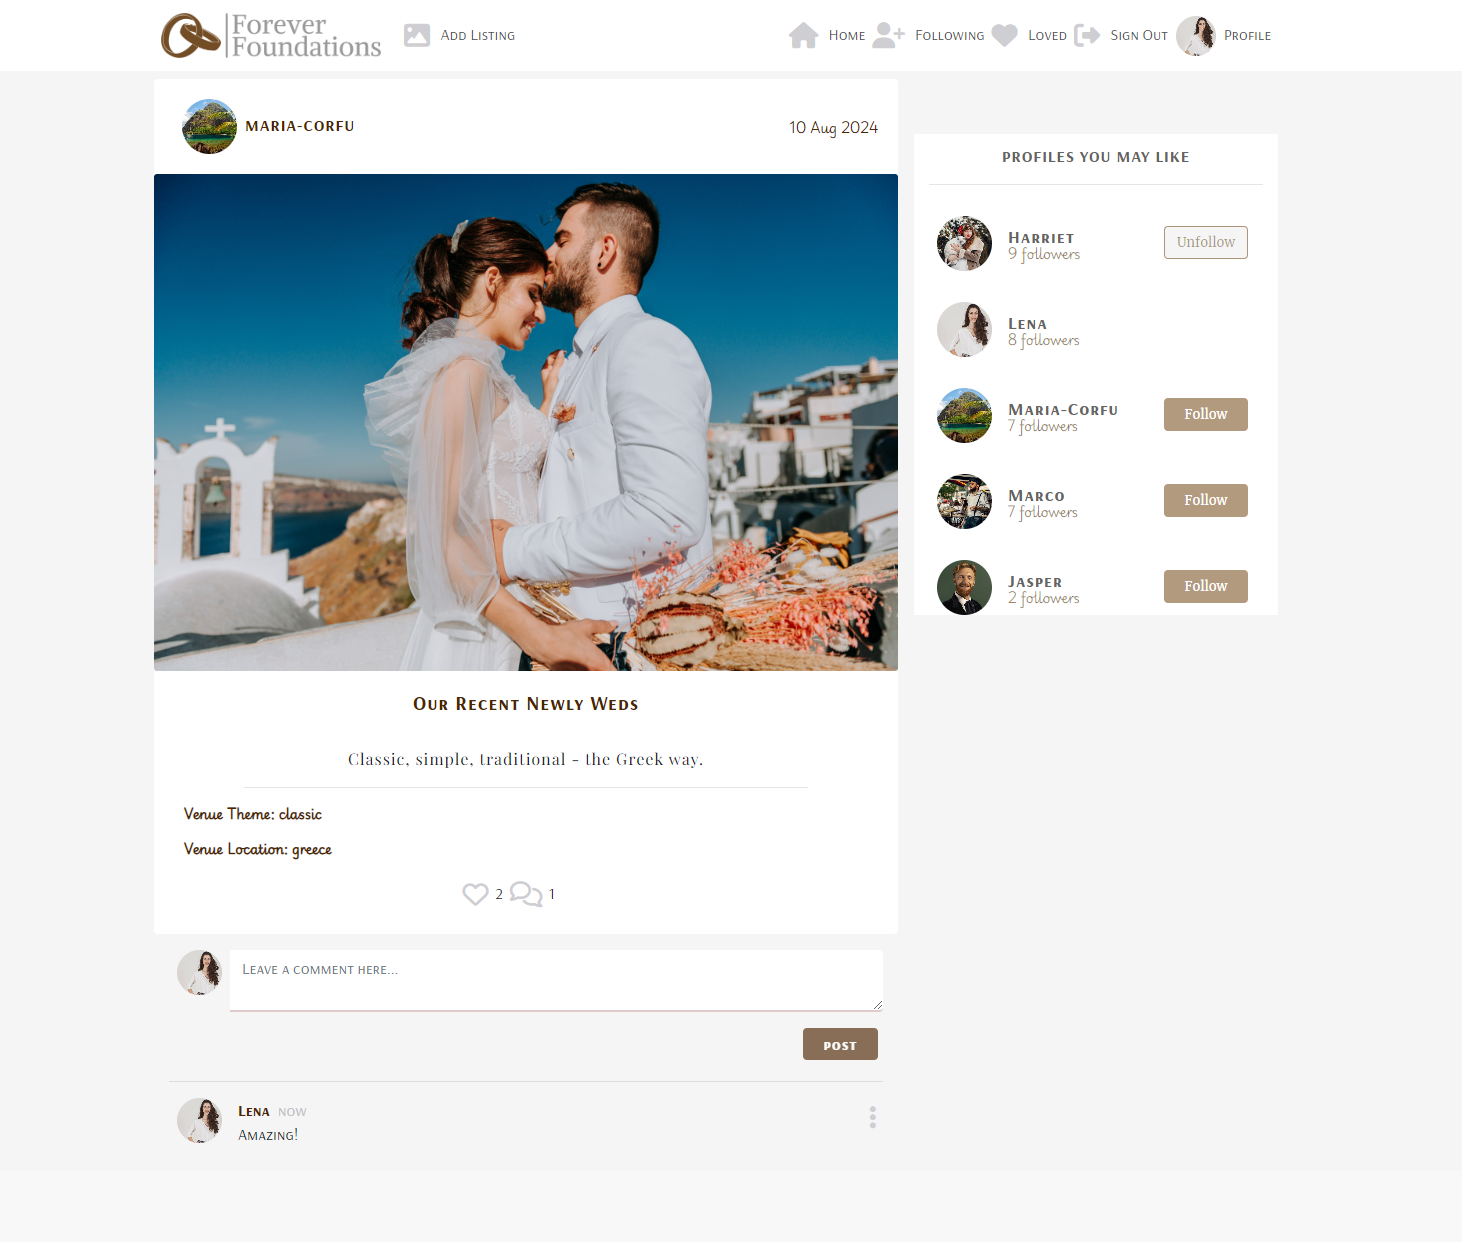 Forever
Foundations
Add Listing
Home
Following
Loved
Sign Out
Profile
MARIA-CORFU
10 Aug 2024
PROFILES YOU MAY LIKE
Harriet
9 followers
Unfollow
Lena
8 followers
Maria-Corfu
7 followers
Follow
Marco
7 followers
Follow
Jasper
2 followers
Follow
Our Recent Newly Weds
Classic, simple, traditional - the Greek way.
Venue Theme: classic
Venue Location: greece
2
1
Leave a comment here...
POST
Lena now
Amazing!